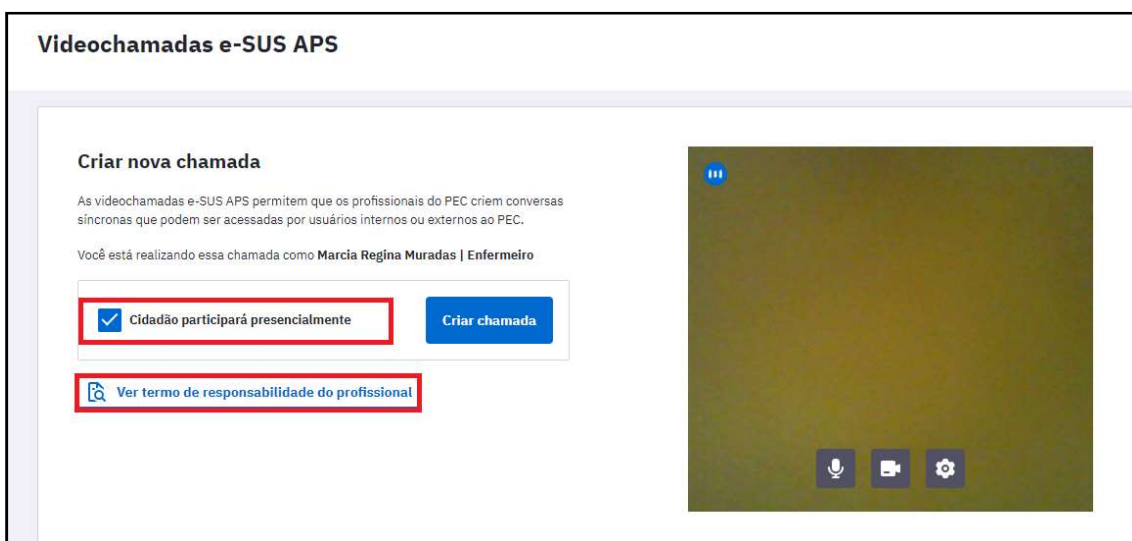 Videochamadas e-SUS APS
Criar nova chamada
As videochamadas e-SUS APS permitem que os profissionais do PEC criem conversas
síncronas que podem ser acessadas por usuários internos ou externos ao PEC.
Você está realizando essa chamada como Marcia Regina Muradas | Enfermeiro
Cidadão participará presencialmente
Criar chamada
Ver termo de responsabilidade do profissional